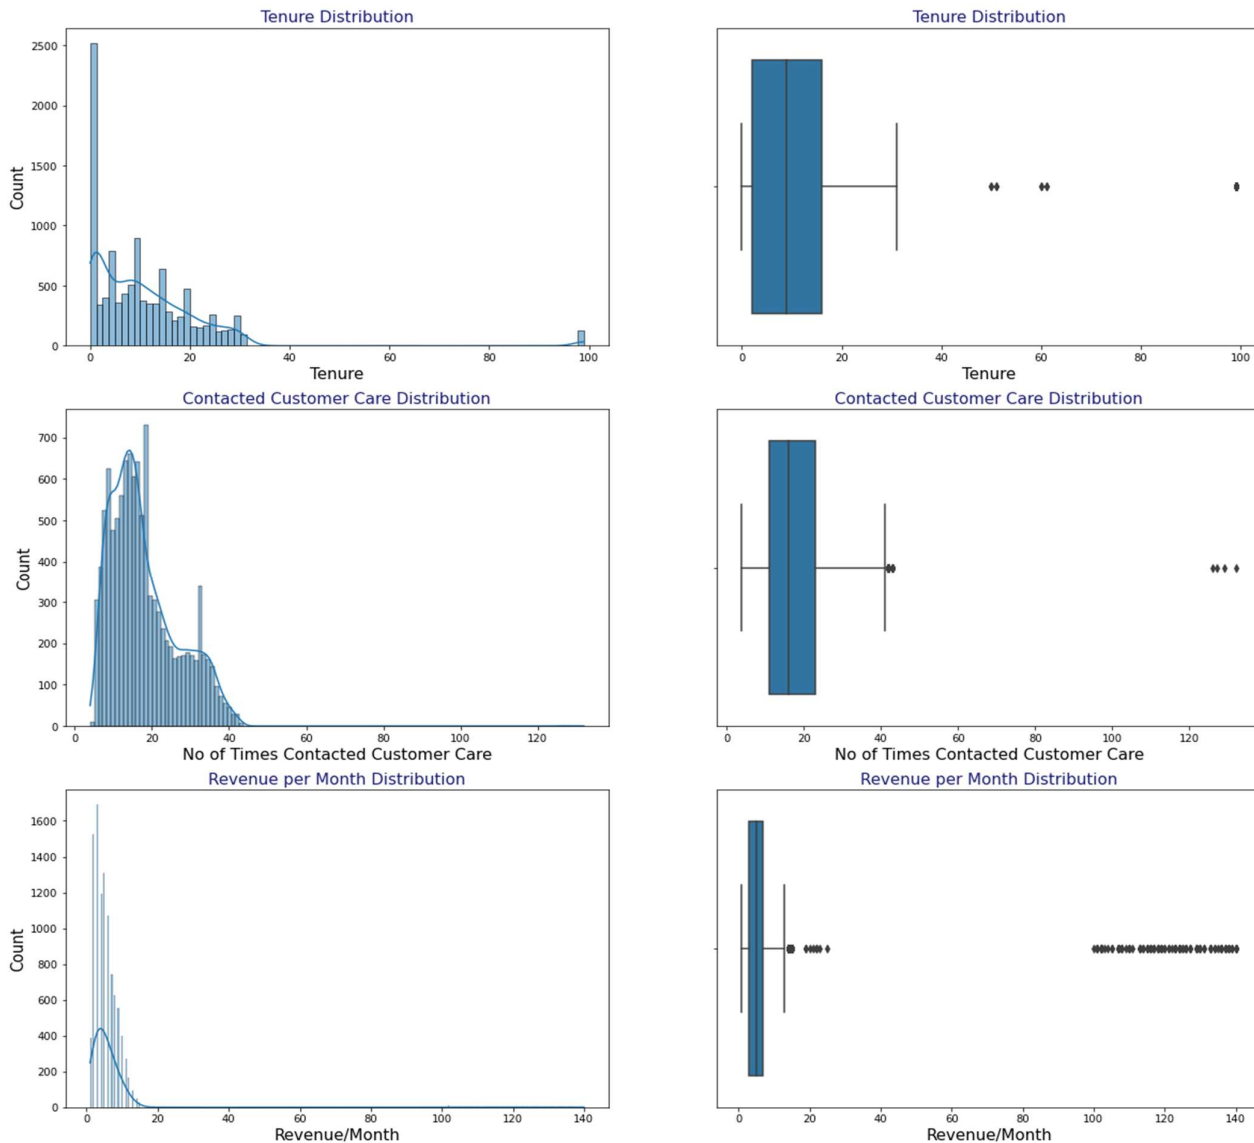 Tenure Distribution
2500
2000
1500
1000
500
0
Count
0 20 40 60 80 100
Tenure
Tenure Distribution
0 20 40 60 80 100
Tenure
Contacted Customer Care Distribution
700
600
500
400
300
200
100
0
Count
0 20 40 60 80 100 120
No of Times Contacted Customer Care
Contacted Customer Care Distribution
0 20 40 60 80 100 120
No of Times Contacted Customer Care
Revenue per Month Distribution
1600
1400
1200
1000
800
600
400
200
0
Count
0 20 40 60 80 100 120 140
Revenue/Month
Revenue per Month Distribution
0 20 40 60 80 100 120 140
Revenue/Month